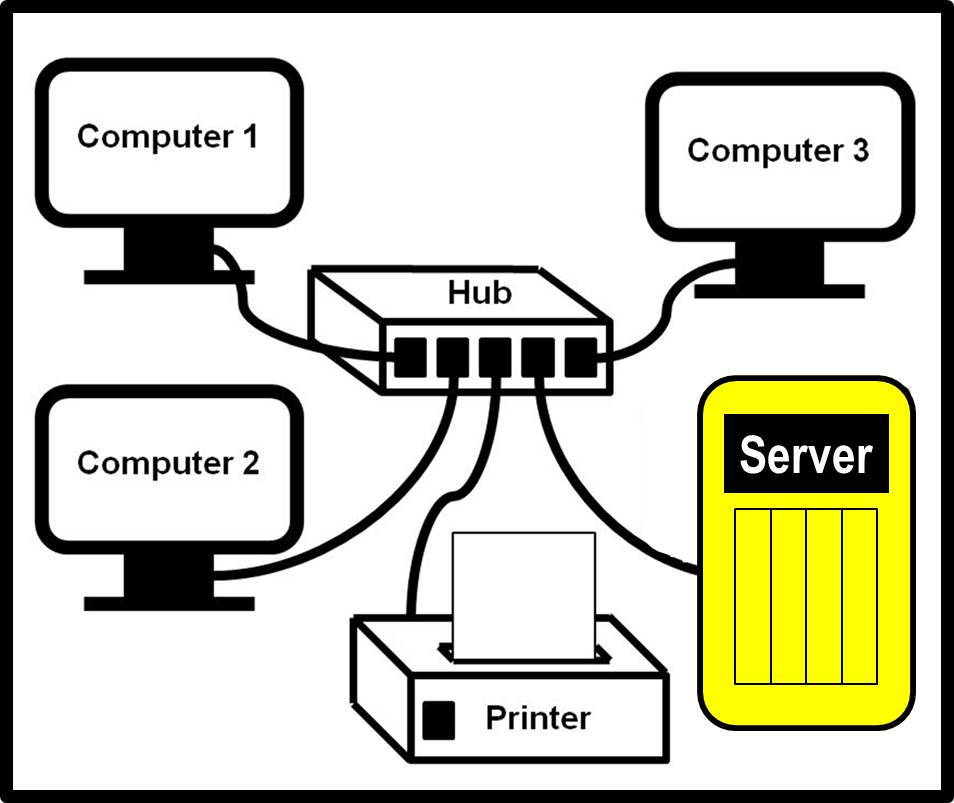 Computer 1
Computer 3
Hub
Computer 2
Server
Printer